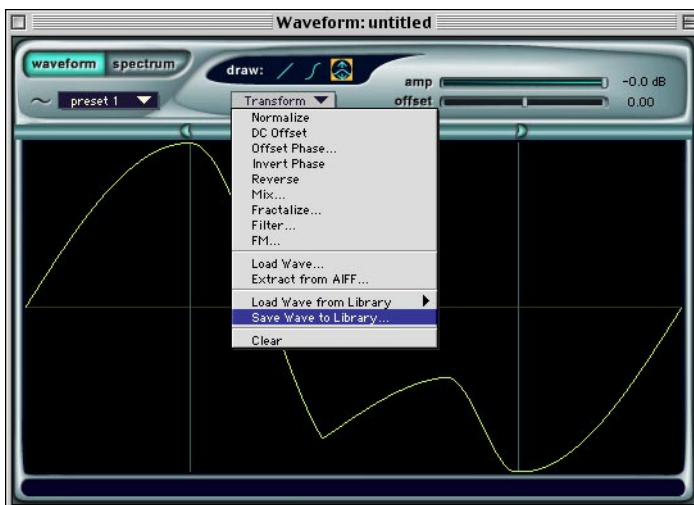 Waveform: untitled
waveform spectrum
draw:
amp -0.0 dB
preset 1
Transform
offset 0.00
Normalize
DC Offset
Offset Phase...
Invert Phase
Reverse
Mix...
Fractalize...
Filter...
FM...
Load Wave...
Extract from AIFF...
Load Wave from Library
Save Wave to Library...
Clear